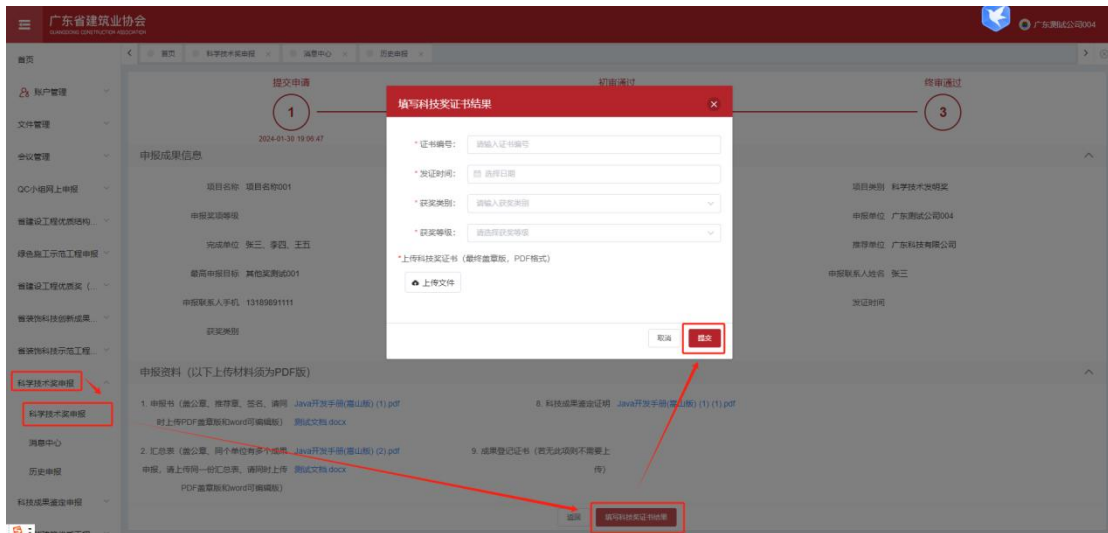 广东省建筑业协会
GUANGDONG CONSTRUCTION ASSOCIATION
广东测试公司004
首页
账户管理
文件管理
会议管理
QC小组网上申报
省建设工程优质结构...
绿色施工示范工程申报
省建设工程优质奖（...
省装饰科技创新成果...
省装饰科技示范工程...
科学技术奖申报
科学技术奖申报
消息中心
历史申报
科技成果鉴定申报
首页 科学技术奖申报 消息中心 历史申报
提交申请
1
2024-01-30 19:06:47
初审通过
终审通过
3
申报成果信息
项目名称 项目名称001
项目类别 科学技术发明奖
申报奖项等级
申报单位 广东测试公司004
完成单位 张三、李四、王五
推荐单位 广东科技有限公司
最高申报目标 其他奖测试001
申报联系人姓名 张三
申报联系人手机 13189891111
发证时间
获奖类别
填写科技奖证书结果
*证书编号： 请输入证书编号
*发证时间： 选择日期
*获奖类别： 请输入获奖类别
*获奖等级： 请选择获奖等级
*上传科技奖证书（最终盖章版，PDF格式）
上传文件
取消 提交
申报资料（以下上传材料须为PDF版）
1. 申报书（盖公章、推荐章、签名，请同 Java开发手册(嵩山版) (1).pdf
时上传PDF盖章版和word可编辑版） 测试文档.docx
8. 科技成果鉴定证明 Java开发手册(嵩山版) (1) (1).pdf
2. 汇总表（盖公章，同个单位有多个成果 Java开发手册(嵩山版) (2).pdf
申报，请上传同一份汇总表，请同时上传 测试文档.docx
PDF盖章版和word可编辑版）
9. 成果登记证书（若无此项则不需要上
传）
返回 填写科技奖证书结果